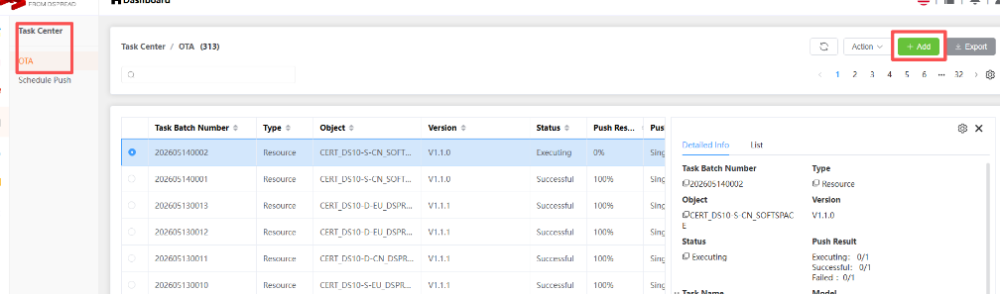 FROM DSPREAD
Dashboard
Task Center
OTA
Schedule Push
Task Center / OTA (313)
Action
+ Add
Export
1 2 3 4 5 6 ••• 32
Task Batch Number Type Object Version Status Push Res...
202605140002 Resource CERT_DS10-S-CN_SOFT... V1.1.0 Executing 0% Sing
202605140001 Resource CERT_DS10-S-CN_SOFT... V1.1.0 Successful 100% Sing
202605130013 Resource CERT_DS10-D-EU_DSPR... V1.1.1 Successful 100% Sing
202605130012 Resource CERT_DS10-D-EU_DSPR... V1.1.1 Successful 100% Sing
202605130011 Resource CERT_DS10-D-CN_DSPR... V1.1.1 Successful 100% Sing
202605130010 Resource CERT_DS10-S-EU_DSPR... V1.1.1 Successful 100% Sing
Detailed Info List
Task Batch Number Type
202605140002 Resource
Object Version
CERT_DS10-S-CN_SOFTSPAC
E
V1.1.0
Status Push Result
Executing
Executing: 0/1
Successful: 0/1
Failed : 0/1
Task Name Model